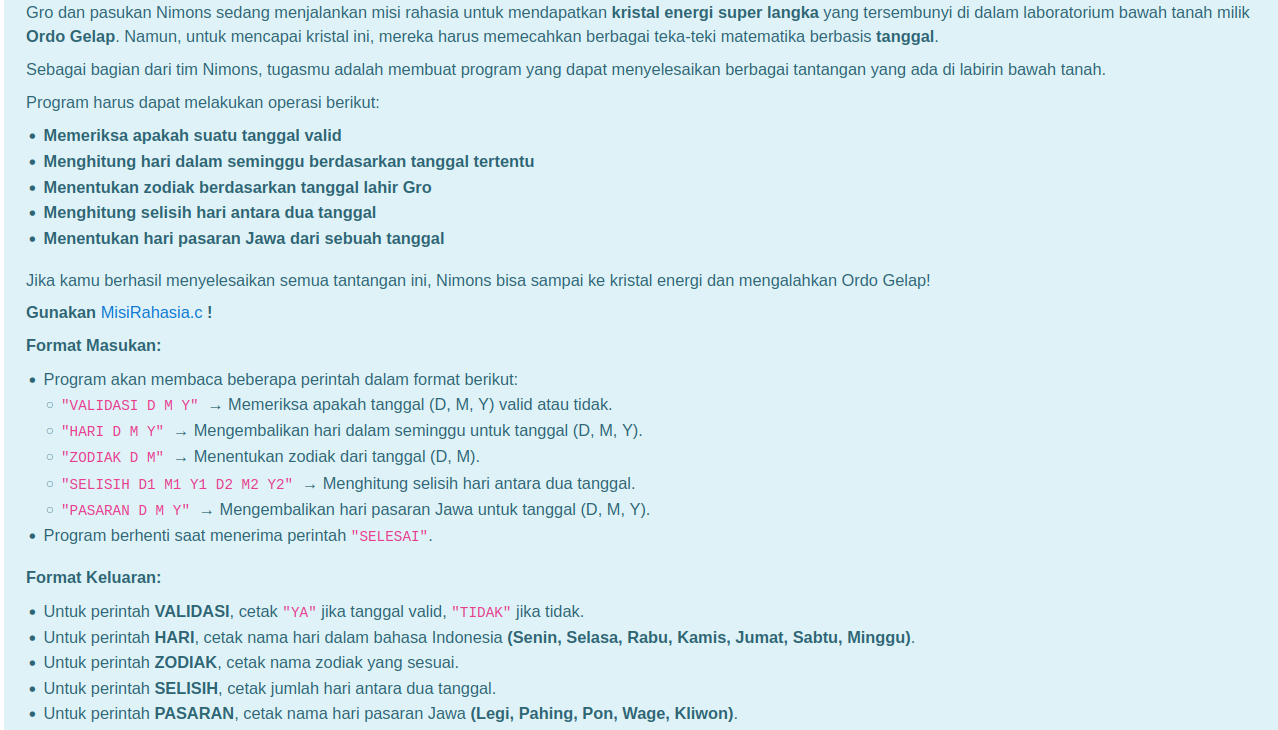 Gro dan pasukan Nimons sedang menjalankan misi rahasia untuk mendapatkan kristal energi super langka yang tersembunyi di dalam laboratorium bawah tanah milik
Ordo Gelap. Namun, untuk mencapai kristal ini, mereka harus memecahkan berbagai teka-teki matematika berbasis tanggal.
Sebagai bagian dari tim Nimons, tugasmu adalah membuat program yang dapat menyelesaikan berbagai tantangan yang ada di labirin bawah tanah.
Program harus dapat melakukan operasi berikut:
• Memeriksa apakah suatu tanggal valid
• Menghitung hari dalam seminggu berdasarkan tanggal tertentu
• Menentukan zodiak berdasarkan tanggal lahir Gro
• Menghitung selisih hari antara dua tanggal
• Menentukan hari pasaran Jawa dari sebuah tanggal
Jika kamu berhasil menyelesaikan semua tantangan ini, Nimons bisa sampai ke kristal energi dan mengalahkan Ordo Gelap!
Gunakan MisiRahasia.c !
Format Masukan:
• Program akan membaca beberapa perintah dalam format berikut:
○ "VALIDASI D M Y" → Memeriksa apakah tanggal (D, M, Y) valid atau tidak.
○ "HARI D M Y" → Mengembalikan hari dalam seminggu untuk tanggal (D, M, Y).
○ "ZODIAK D M" → Menentukan zodiak dari tanggal (D, M).
○ "SELISIH D1 M1 Y1 D2 M2 Y2" → Menghitung selisih hari antara dua tanggal.
○ "PASARAN D M Y" → Mengembalikan hari pasaran Jawa untuk tanggal (D, M, Y).
• Program berhenti saat menerima perintah "SELESAI".
Format Keluaran:
• Untuk perintah VALIDASI, cetak "YA" jika tanggal valid, "TIDAK" jika tidak.
• Untuk perintah HARI, cetak nama hari dalam bahasa Indonesia (Senin, Selasa, Rabu, Kamis, Jumat, Sabtu, Minggu).
• Untuk perintah ZODIAK, cetak nama zodiak yang sesuai.
• Untuk perintah SELISIH, cetak jumlah hari antara dua tanggal.
• Untuk perintah PASARAN, cetak nama hari pasaran Jawa (Legi, Pahing, Pon, Wage, Kliwon).